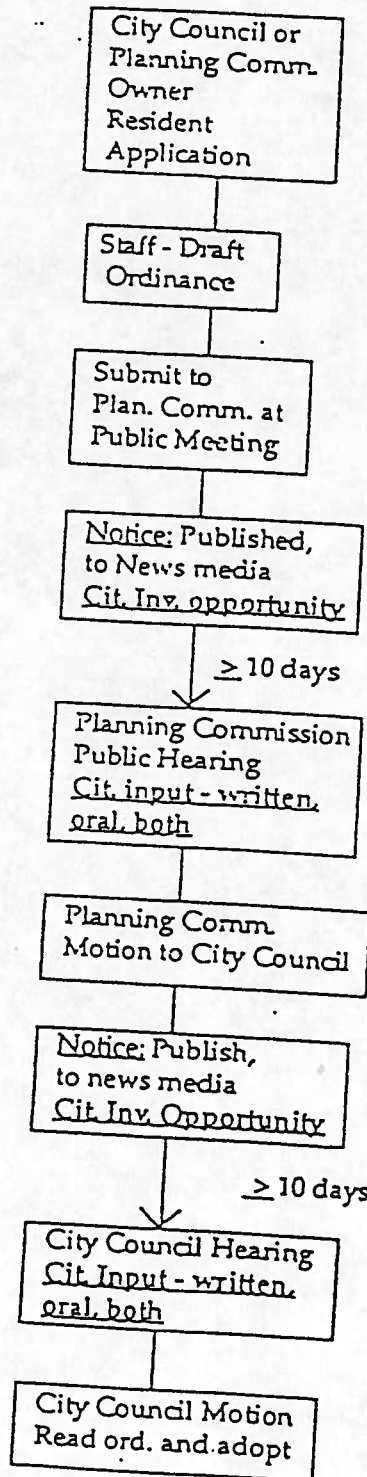 City Council or
Planning Comm.
Owner
Resident
Application
Staff - Draft
Ordinance
Submit to
Plan. Comm. at
Public Meeting
Notice: Published,
to News media
Cit. Inv. opportunity
≥ 10 days
Planning Commission
Public Hearing
Cit. input - written,
oral, both
Planning Comm.
Motion to City Council
Notice: Publish,
to news media
Cit. Inv. Opportunity
≥ 10 days
City Council Hearing
Cit. Input - written,
oral, both
City Council Motion
Read ord. and adopt